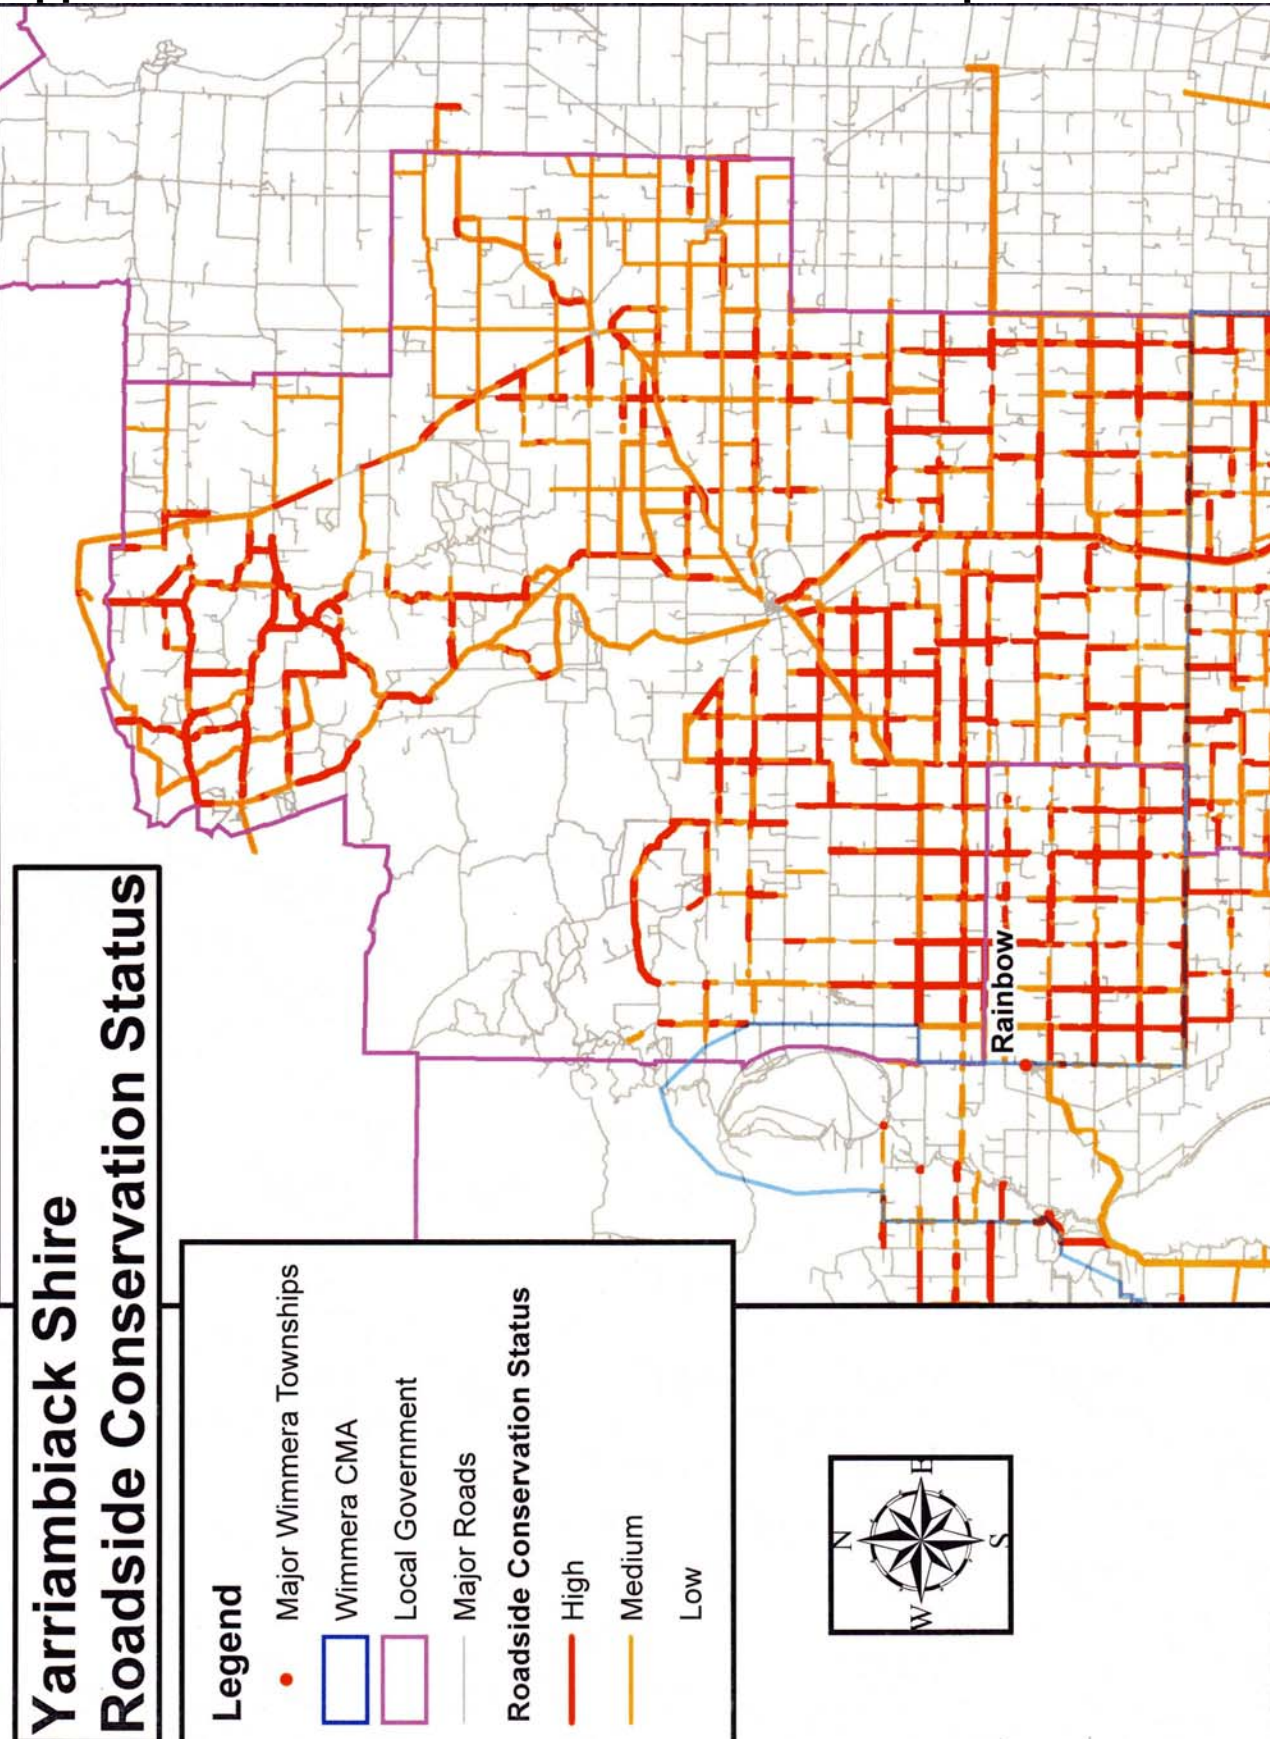 Yarriambiack Shire
Roadside Conservation Status
Legend
Major Wimmera Townships
Wimmera CMA
Local Government
Major Roads
Roadside Conservation Status
High
Medium
Low
N
W
E
S
Rainbow